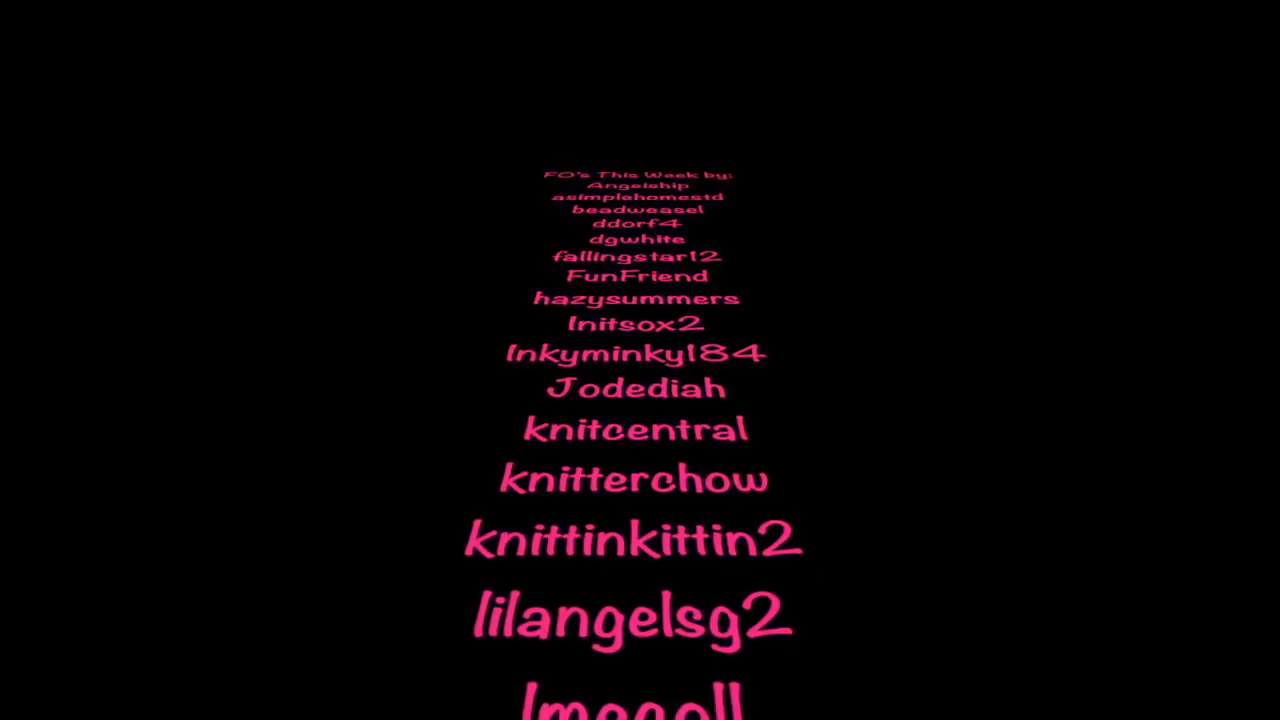 FO's This Week by:
Angelship
asimplehomestd
beadweasel
ddorf4
dgwhite
fallingstar12
FunFriend
hazysummers
Initsox2
Inkyminky184
Jodediah
knitcentral
knitterchow
knittinkittin2
lilangelsg2